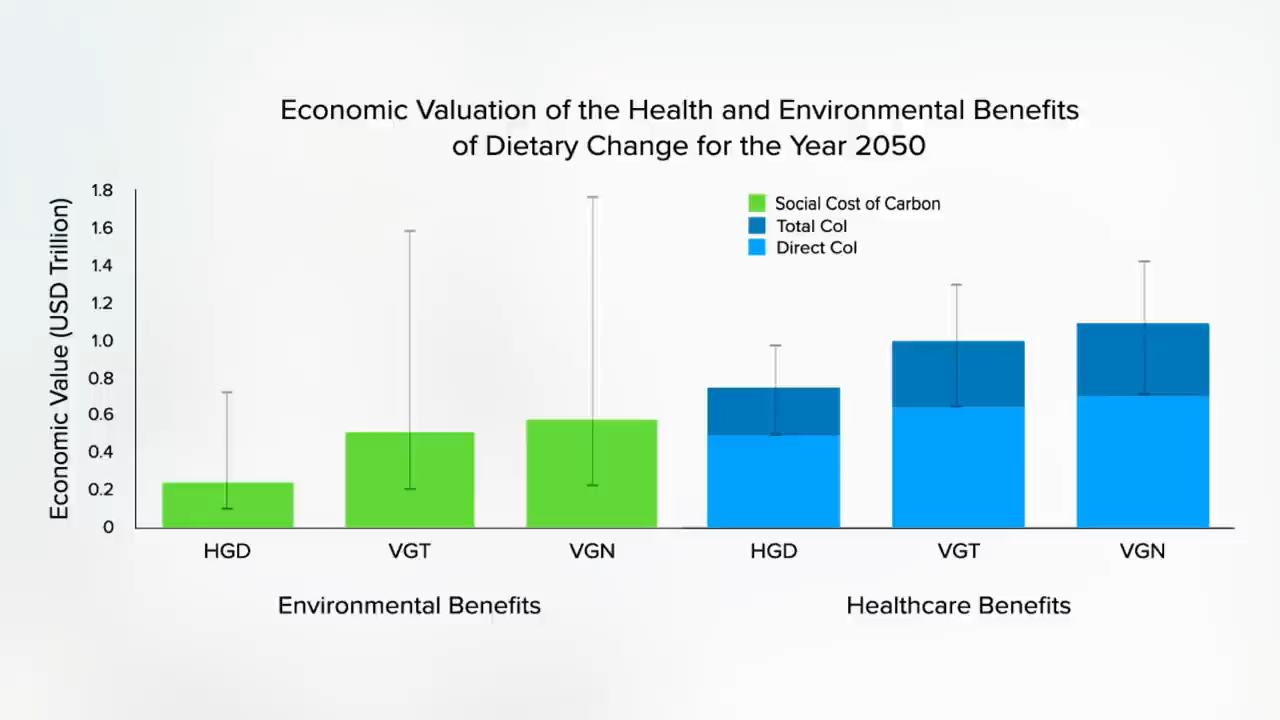 Economic Valuation of the Health and Environmental Benefits
of Dietary Change for the Year 2050
Economic Value (USD Trillion)
1.8
1.6
1.4
1.2
1.0
0.8
0.6
0.4
0.2
0
Social Cost of Carbon
Total CoI
Direct CoI
HGD VGT VGN HGD VGT VGN
Environmental Benefits Healthcare Benefits